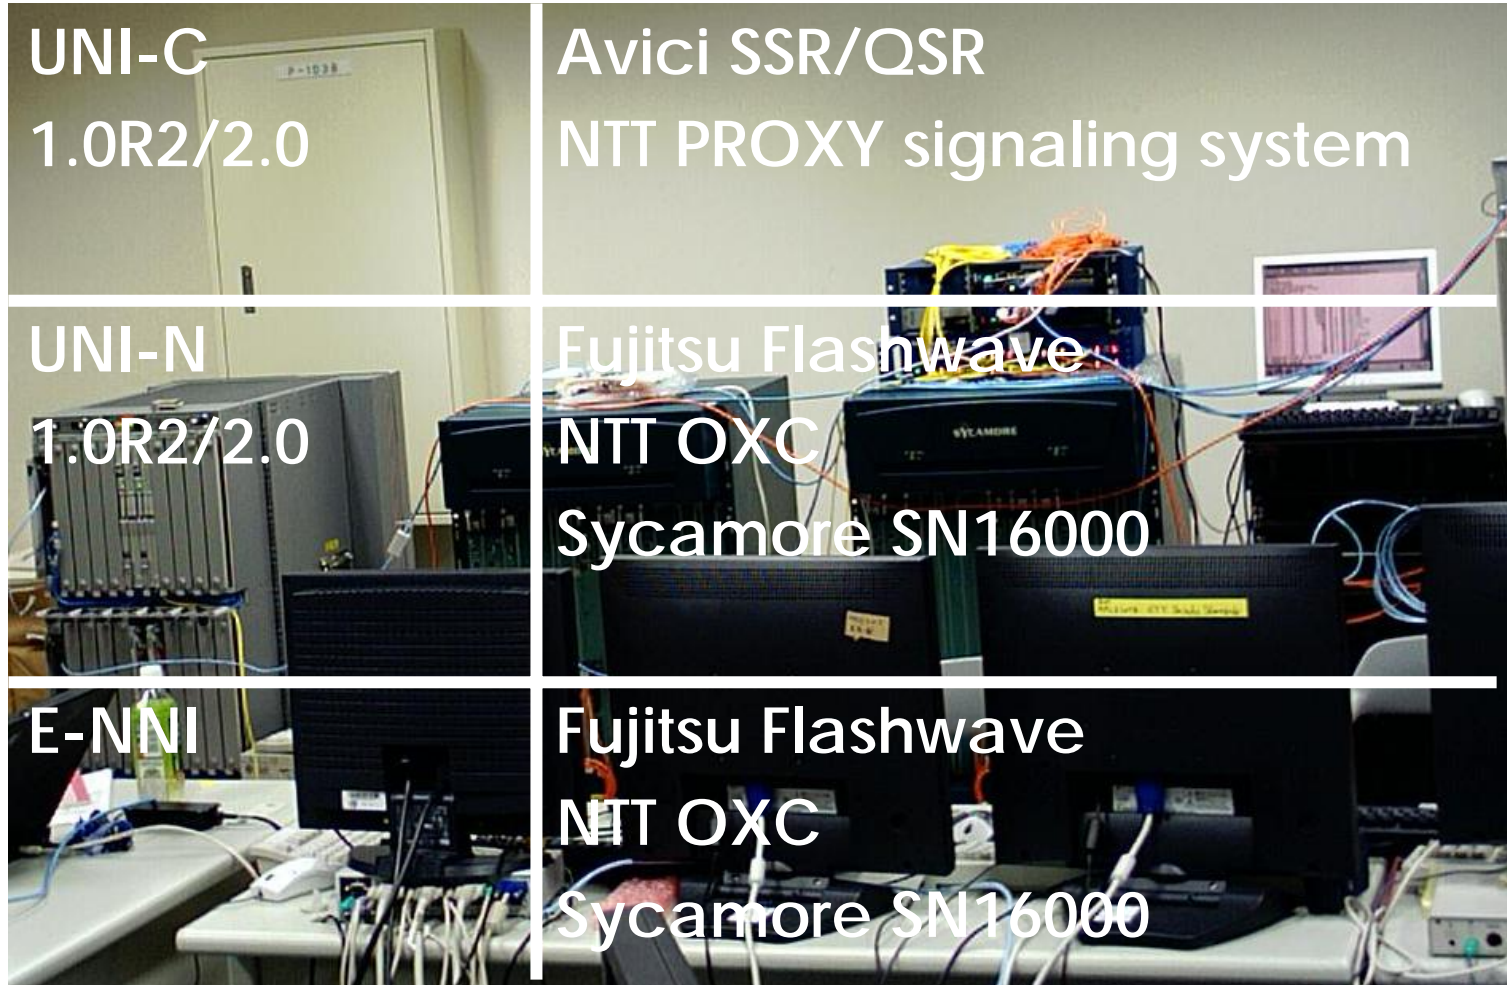 UNI-C
1.0R2/2.0
Avici SSR/QSR
NTT PROXY signaling system
P-103B
UNI-N
1.0R2/2.0
Fujitsu Flashwave
NTT OXC
Sycamore SN16000
SYCAMORE
E-NNI
Fujitsu Flashwave
NTT OXC
Sycamore SN16000